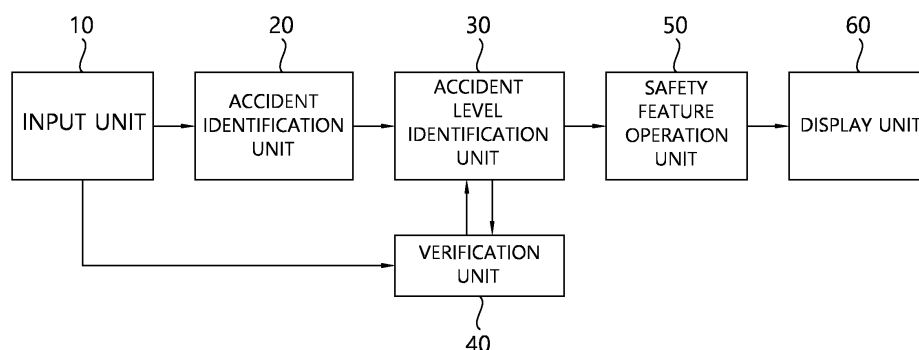 10
20
30
50
60
INPUT UNIT
ACCIDENT
IDENTIFICATION
UNIT
ACCIDENT
LEVEL
IDENTIFICATION
UNIT
SAFETY
FEATURE
OPERATION
UNIT
DISPLAY UNIT
VERIFICATION
UNIT
40